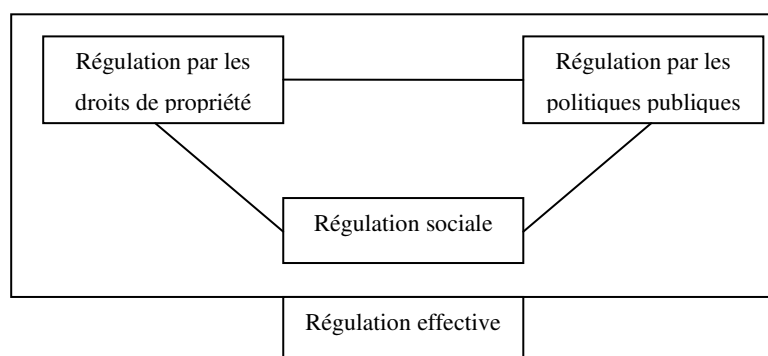 Régulation par les
droits de propriété
Régulation par les
politiques publiques
Régulation sociale
Régulation effective